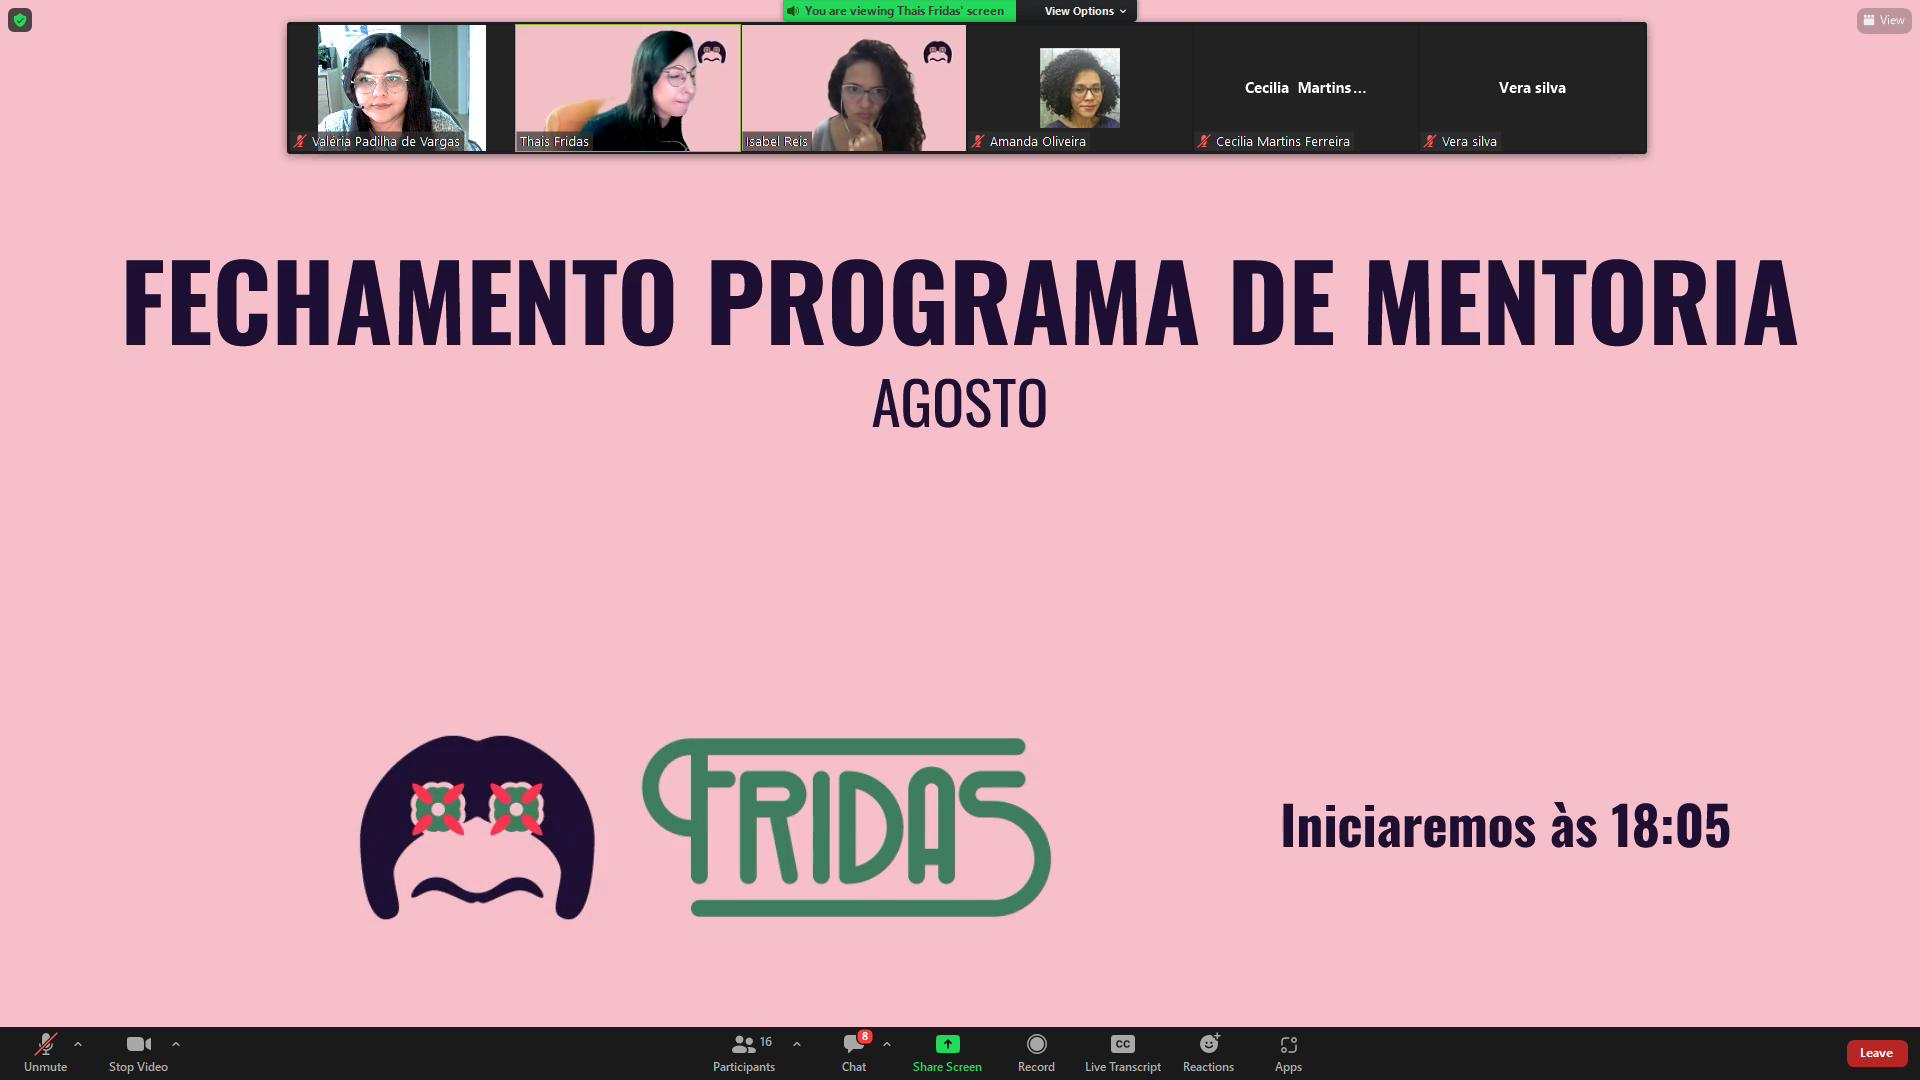 You are viewing Thais Fridas' screen
View Options
View
Valéria Padilha de Vargas
Thais Fridas
Isabel Reis
Amanda Oliveira
Cecilia Martins...
Cecilia Martins Ferreira
Vera silva
Vera silva
FECHAMENTO PROGRAMA DE MENTORIA
AGOSTO
FRIDAS
Iniciaremos às 18:05
Unmute
Stop Video
16
Participants
8
Chat
Share Screen
Record
CC
Live Transcript
Reactions
Apps
Leave